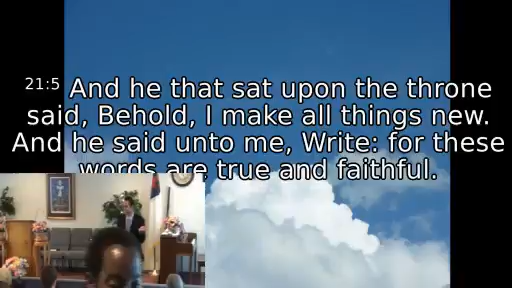 21:5 And he that sat upon the throne
said, Behold, I make all things new.
And he said unto me, Write: for these
words are true and faithful.